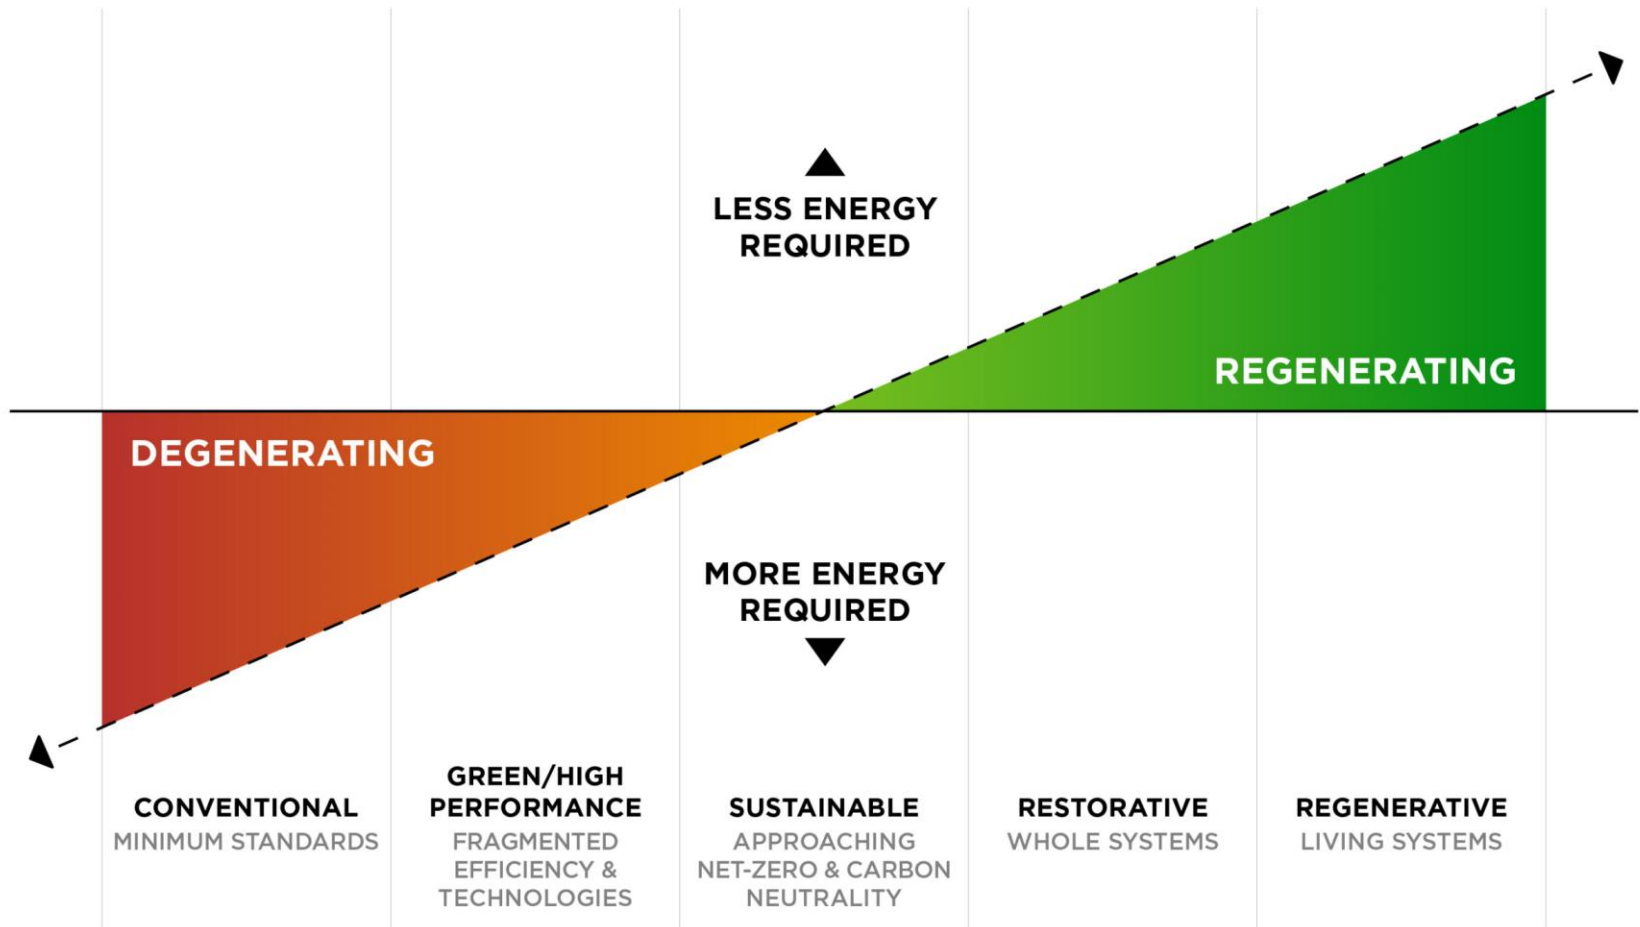 LESS ENERGY
REQUIRED
REGENERATING
DEGENERATING
MORE ENERGY
REQUIRED
CONVENTIONAL
MINIMUM STANDARDS
GREEN/HIGH
PERFORMANCE
FRAGMENTED
EFFICIENCY &
TECHNOLOGIES
SUSTAINABLE
APPROACHING
NET-ZERO & CARBON
NEUTRALITY
RESTORATIVE
WHOLE SYSTEMS
REGENERATIVE
LIVING SYSTEMS